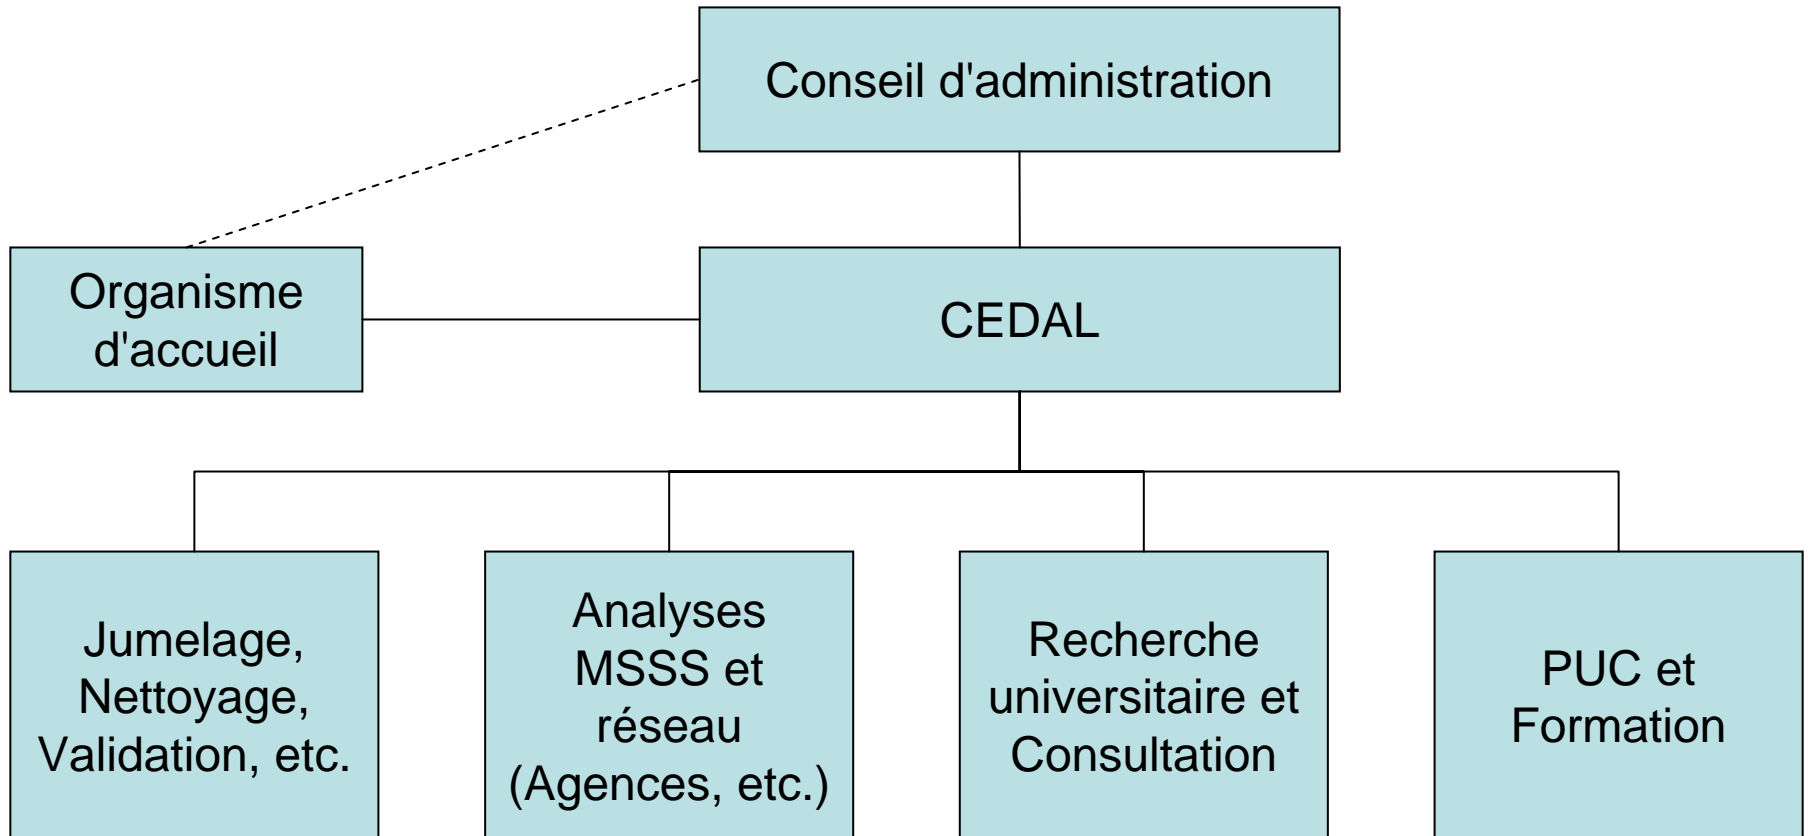 Conseil d'administration
Organisme
d'accueil
CEDAL
Jumelage,
Nettoyage,
Validation, etc.
Analyses
MSSS et
réseau
(Agences, etc.)
Recherche
universitaire et
Consultation
PUC et
Formation